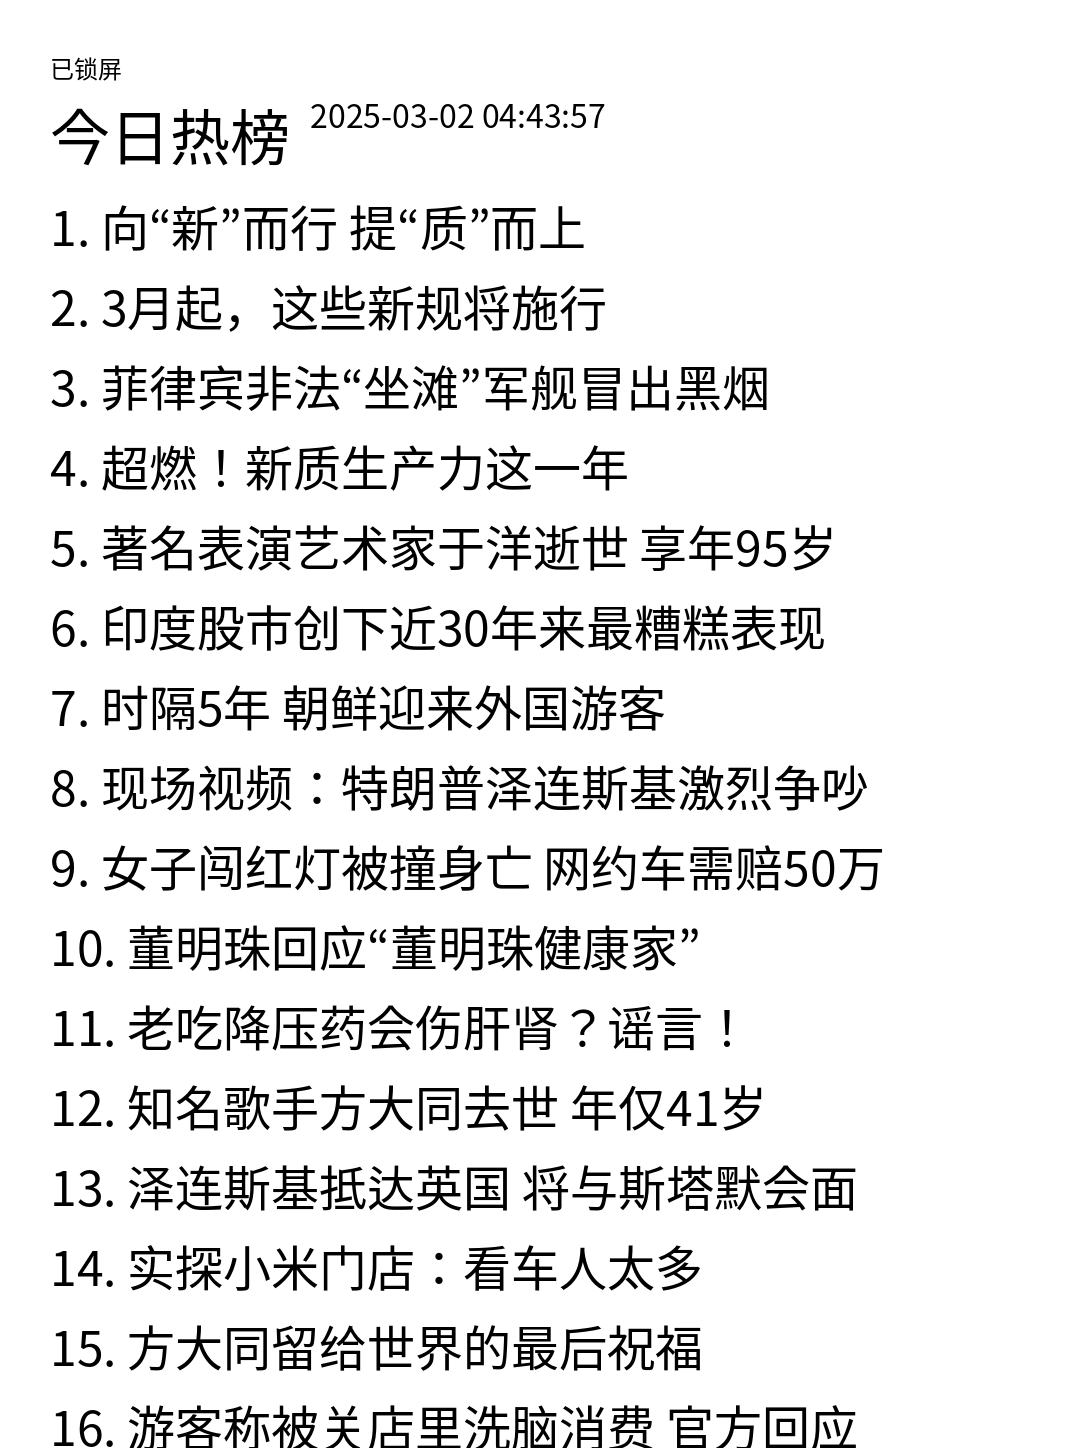 已锁屏
今日热榜 2025-03-02 04:43:57
1. 向“新”而行 提“质”而上
2. 3月起，这些新规将施行
3. 菲律宾非法“坐滩”军舰冒出黑烟
4. 超燃！新质生产力这一年
5. 著名表演艺术家于洋逝世 享年95岁
6. 印度股市创下近30年来最糟糕表现
7. 时隔5年 朝鲜迎来外国游客
8. 现场视频：特朗普泽连斯基激烈争吵
9. 女子闯红灯被撞身亡 网约车需赔50万
10. 董明珠回应“董明珠健康家”
11. 老吃降压药会伤肝肾？谣言！
12. 知名歌手方大同去世 年仅41岁
13. 泽连斯基抵达英国 将与斯塔默会面
14. 实探小米门店：看车人太多
15. 方大同留给世界的最后祝福
16. 游客称被关店里洗脑消费 官方回应